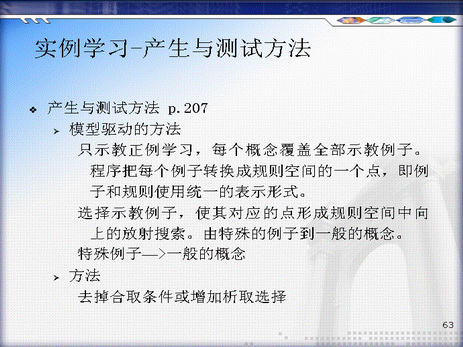 实例学习-产生与测试方法
❖ 产生与测试方法 p.207
➢ 模型驱动的方法
只示教正例学习，每个概念覆盖全部示教例子。
程序把每个例子转换成规则空间的一个点，即例
子和规则使用统一的表示形式。
选择示教例子，使其对应的点形成规则空间中向
上的放射搜索。由特殊的例子到一般的概念。
特殊例子—>一般的概念
➢ 方法
去掉合取条件或增加析取选择
63